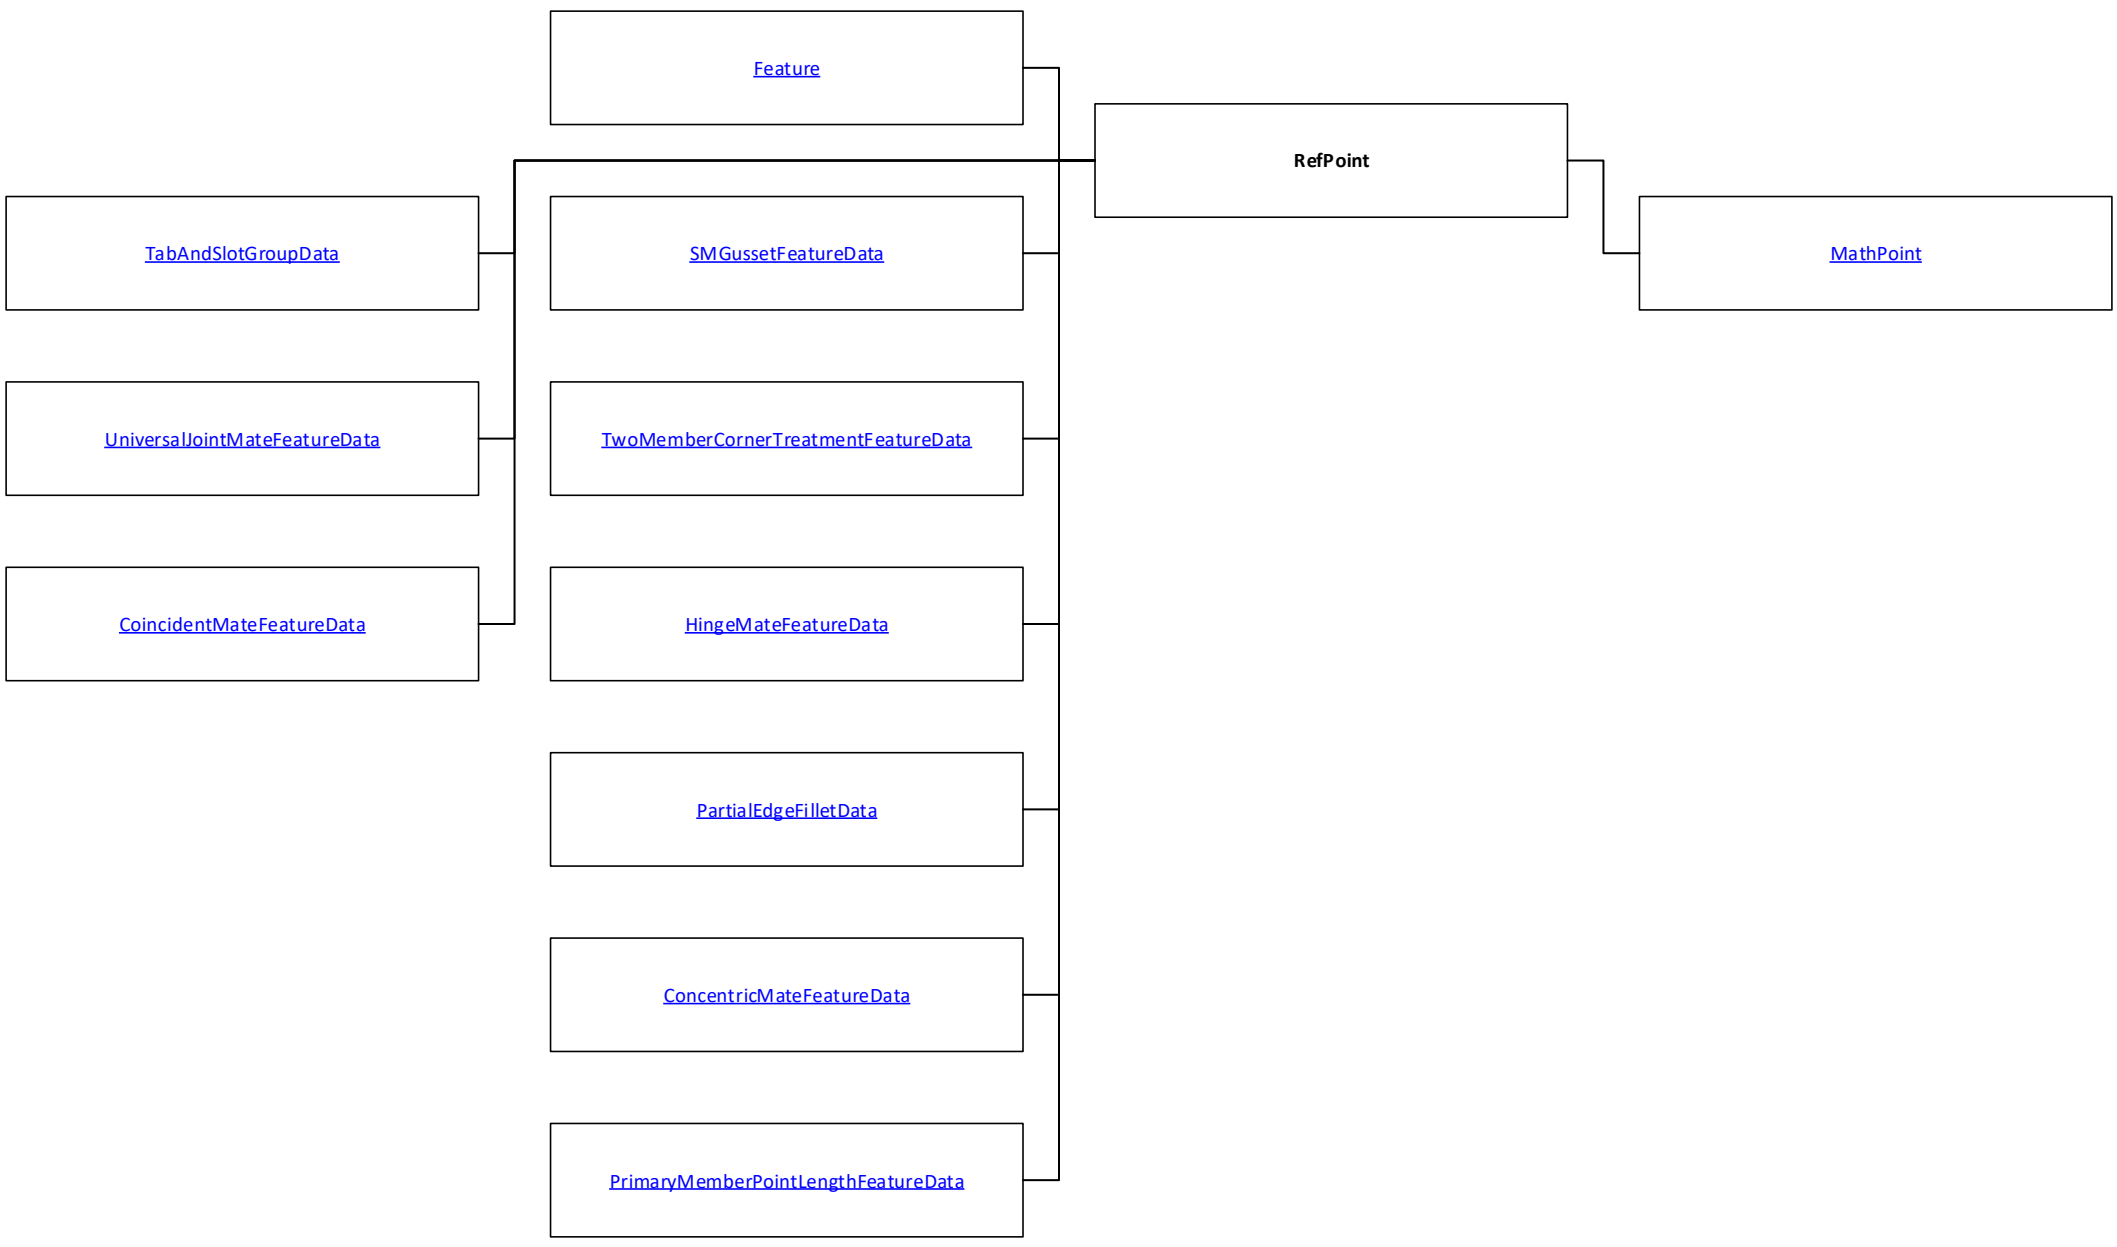 Feature
RefPoint
TabAndSlotGroupData
SMGussetFeatureData
MathPoint
UniversalJointMateFeatureData
TwoMemberCornerTreatmentFeatureData
CoincidentMateFeatureData
HingeMateFeatureData
PartialEdgeFilletData
ConcentricMateFeatureData
PrimaryMemberPointLengthFeatureData